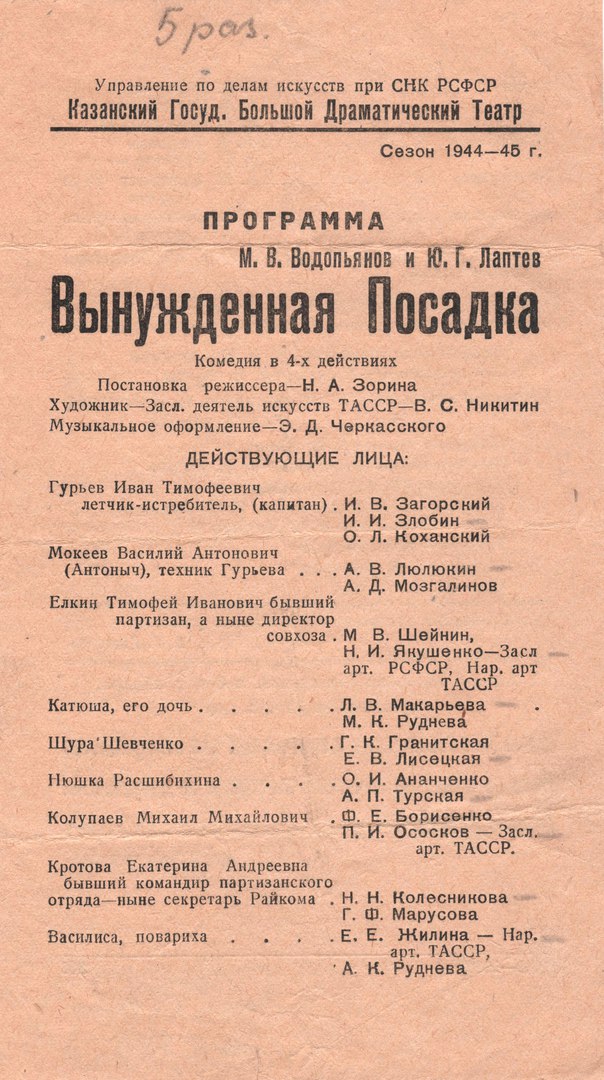 5 раз.
Управление по делам искусств при СНК РСФСР
Казанский Госуд. Большой Драматический Театр
Сезон 1944—45 г.
ПРОГРАММА
М. В. Водопьянов и Ю. Г. Лаптев
Вынужденная Посадка
Комедия в 4-х действиях
Постановка режиссера—Н. А. Зорина
Художник—Засл. деятель искусств ТАССР—В. С. Никитин
Музыкальное оформление—Э. Д. Черкасского
ДЕЙСТВУЮЩИЕ ЛИЦА:
Гурьев Иван Тимофеевич
летчик-истребитель, (капитан) . И. В. Загорский
И. И. Злобин
О. Л. Коханский
Мокеев Василий Антонович
(Антоныч), техник Гурьева . . . А. В. Люлюкин
А. Д. Мозгалинов
Елкин Тимофей Иванович бывший
партизан, а ныне директор
совхоза . М В. Шейнин,
Н. И. Якушенко—Засл
арт. РСФСР, Нар. арт
ТАССР
Катюша, его дочь . . . . . Л. В. Макарьева
М. К. Руднева
Шура Шевченко . . . . . Г. К. Гранитская
Е. В. Лисецкая
Нюшка Расшибихина . . . . О. И. Ананченко
А. П. Турская
Колупаев Михаил Михайлович . Ф. Е. Борисенко
П. И. Ососков — Засл.
арт. ТАССР.
Кротова Екатерина Андреевна
бывший командир партизанского
отряда—ныне секретарь Райкома . Н. Н. Колесникова
Г. Ф. Марусова
Василиса, повариха . . . . Е. Е. Жилина — Нар.
арт. ТАССР,
А. К. Руднева